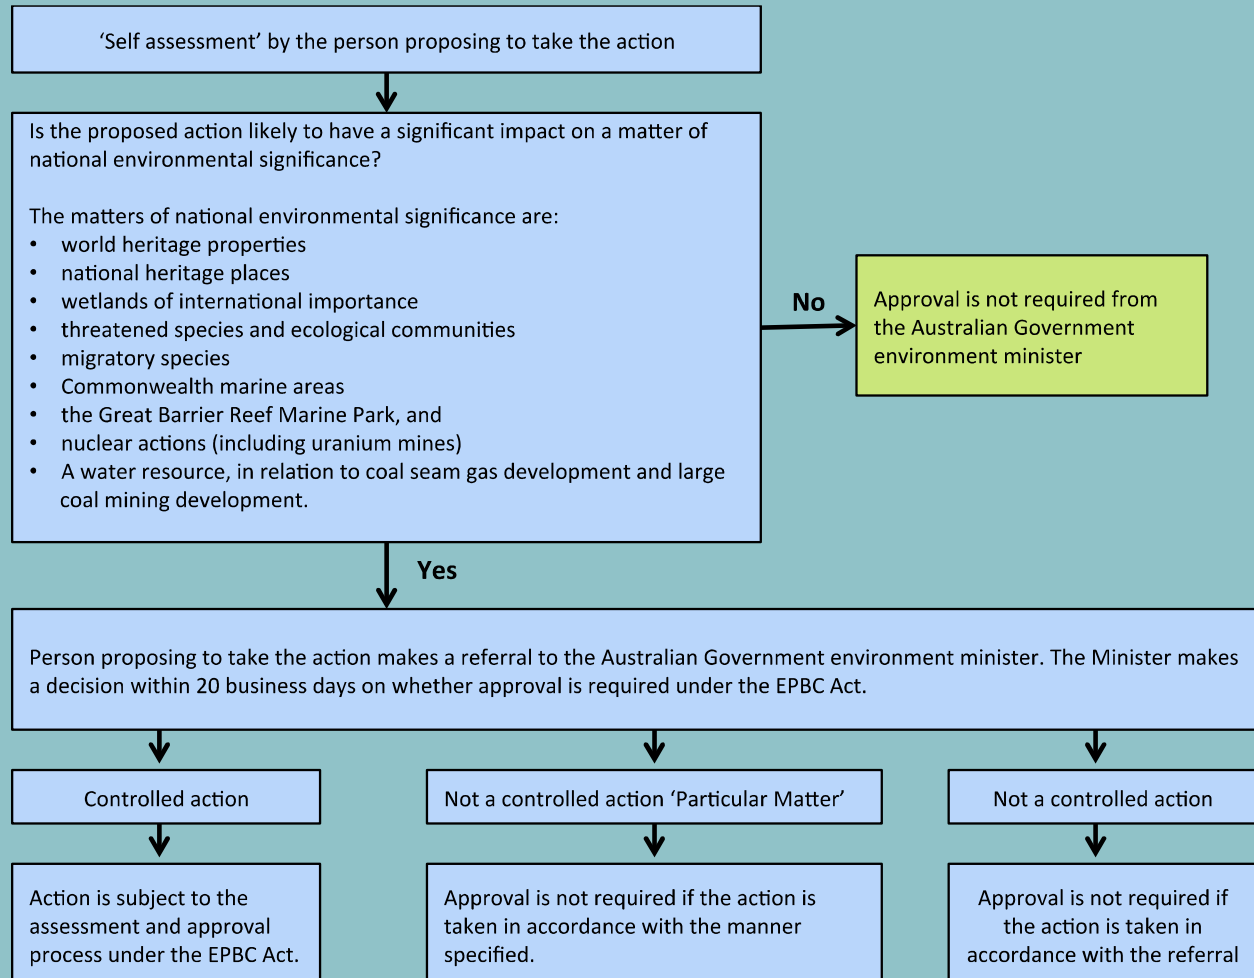 ‘Self assessment’ by the person proposing to take the action
Is the proposed action likely to have a significant impact on a matter of
national environmental significance?
The matters of national environmental significance are:
• world heritage properties
• national heritage places
• wetlands of international importance
• threatened species and ecological communities
• migratory species
• Commonwealth marine areas
• the Great Barrier Reef Marine Park, and
• nuclear actions (including uranium mines)
• A water resource, in relation to coal seam gas development and large
coal mining development.
No
Approval is not required from
the Australian Government
environment minister
Yes
Person proposing to take the action makes a referral to the Australian Government environment minister. The Minister makes
a decision within 20 business days on whether approval is required under the EPBC Act.
Controlled action
Action is subject to the
assessment and approval
process under the EPBC Act.
Not a controlled action ‘Particular Matter’
Approval is not required if the action is
taken in accordance with the manner
specified.
Not a controlled action
Approval is not required if
the action is taken in
accordance with the referral